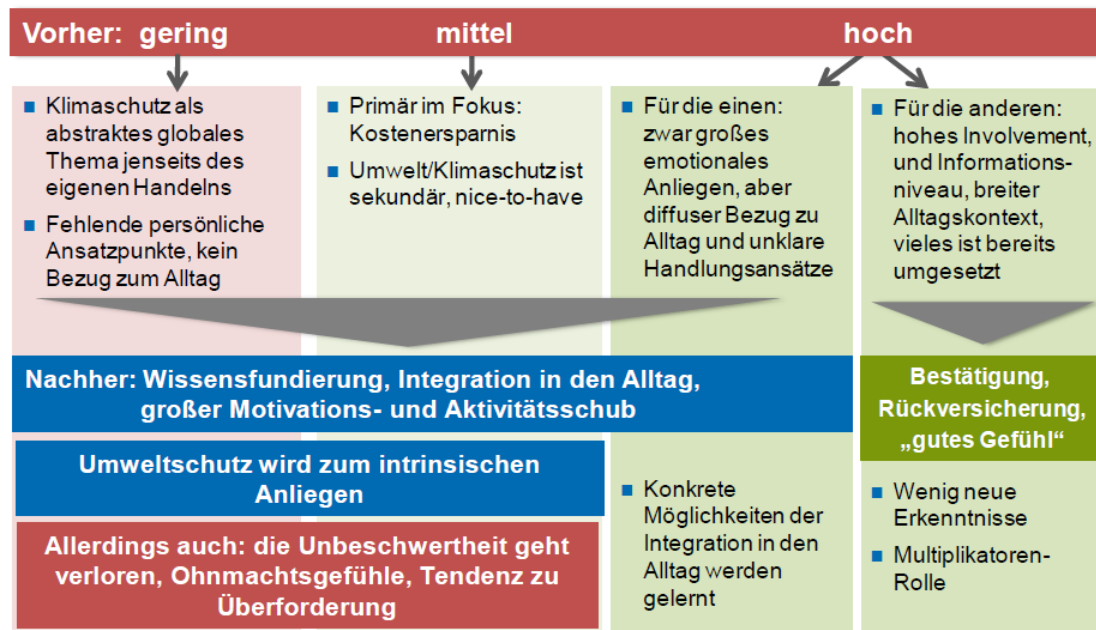 Vorher: gering mittel hoch
Klimaschutz als
abstraktes globales
Thema jenseits des
eigenen Handelns
Fehlende persönliche
Ansatzpunkte, kein
Bezug zum Alltag
Primär im Fokus:
Kostenersparnis
Umwelt/Klimaschutz ist
sekundär, nice-to-have
Für die einen:
zwar großes
emotionales
Anliegen, aber
diffuser Bezug zu
Alltag und unklare
Handlungsansätze
Für die anderen:
hohes Involvement,
und Informations-
niveau, breiter
Alltagskontext,
vieles ist bereits
umgesetzt
Nachher: Wissensfundierung, Integration in den Alltag,
großer Motivations- und Aktivitätsschub
Bestätigung,
Rückversicherung,
„gutes Gefühl“
Umweltschutz wird zum intrinsischen
Anliegen
Allerdings auch: die Unbeschwertheit geht
verloren, Ohnmachtsgefühle, Tendenz zu
Überforderung
Konkrete
Möglichkeiten der
Integration in den
Alltag werden
gelernt
Wenig neue
Erkenntnisse
Multiplikatoren-
Rolle